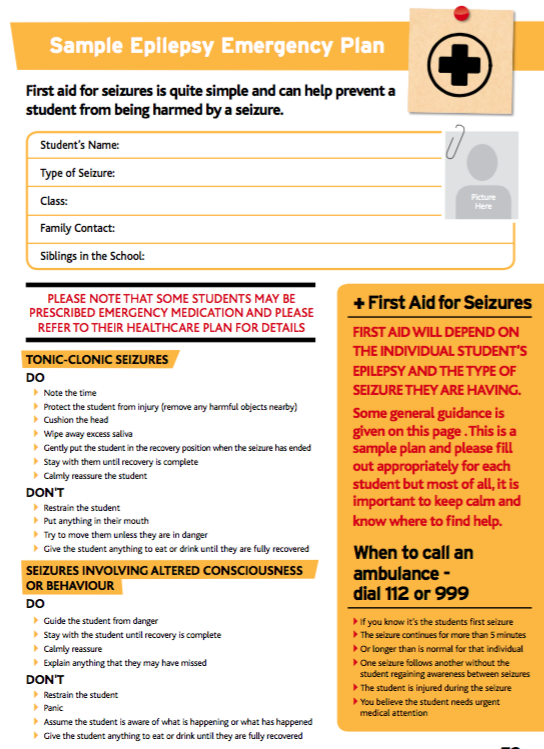 Sample Epilepsy Emergency Plan
First aid for seizures is quite simple and can help prevent a
student from being harmed by a seizure.
Student's Name:
Type of Seizure:
Class:
Family Contact:
Siblings in the School:
Picture
Here
PLEASE NOTE THAT SOME STUDENTS MAY BE
PRESCRIBED EMERGENCY MEDICATION AND PLEASE
REFER TO THEIR HEALTHCARE PLAN FOR DETAILS
TONIC-CLONIC SEIZURES
DO
Note the time
Protect the student from injury (remove any harmful objects nearby)
Cushion the head
Wipe away excess saliva
Gently put the student in the recovery position when the seizure has ended
Stay with them until recovery is complete
Calmly reassure the student
DON'T
Restrain the student
Put anything in their mouth
Try to move them unless they are in danger
Give the student anything to eat or drink until they are fully recovered
SEIZURES INVOLVING ALTERED CONSCIOUSNESS
OR BEHAVIOUR
DO
Guide the student from danger
Stay with the student until recovery is complete
Calmly reassure
Explain anything that they may have missed
DON'T
Restrain the student
Panic
Assume the student is aware of what is happening or what has happened
Give the student anything to eat or drink until they are fully recovered
+ First Aid for Seizures
FIRST AID WILL DEPEND ON
THE INDIVIDUAL STUDENT'S
EPILEPSY AND THE TYPE OF
SEIZURE THEY ARE HAVING.
Some general guidance is
given on this page .This is a
sample plan and please fill
out appropriately for each
student but most of all, it is
important to keep calm and
know where to find help.
When to call an
ambulance -
dial 112 or 999
If you know it's the students first seizure
The seizure continues for more than 5 minutes
Or longer than is normal for that individual
One seizure follows another without the
student regaining awareness between seizures
The student is injured during the seizure
You believe the student needs urgent
medical attention